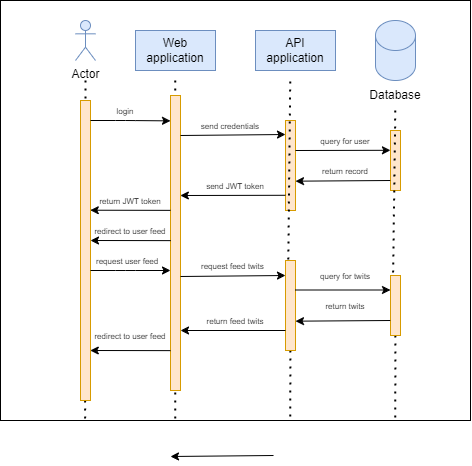 Actor
Web
application
API
application
Database
login
send credentials
query for user
return record
send JWT token
return JWT token
redirect to user feed
request user feed
request feed twits
query for twits
return twits
return feed twits
redirect to user feed